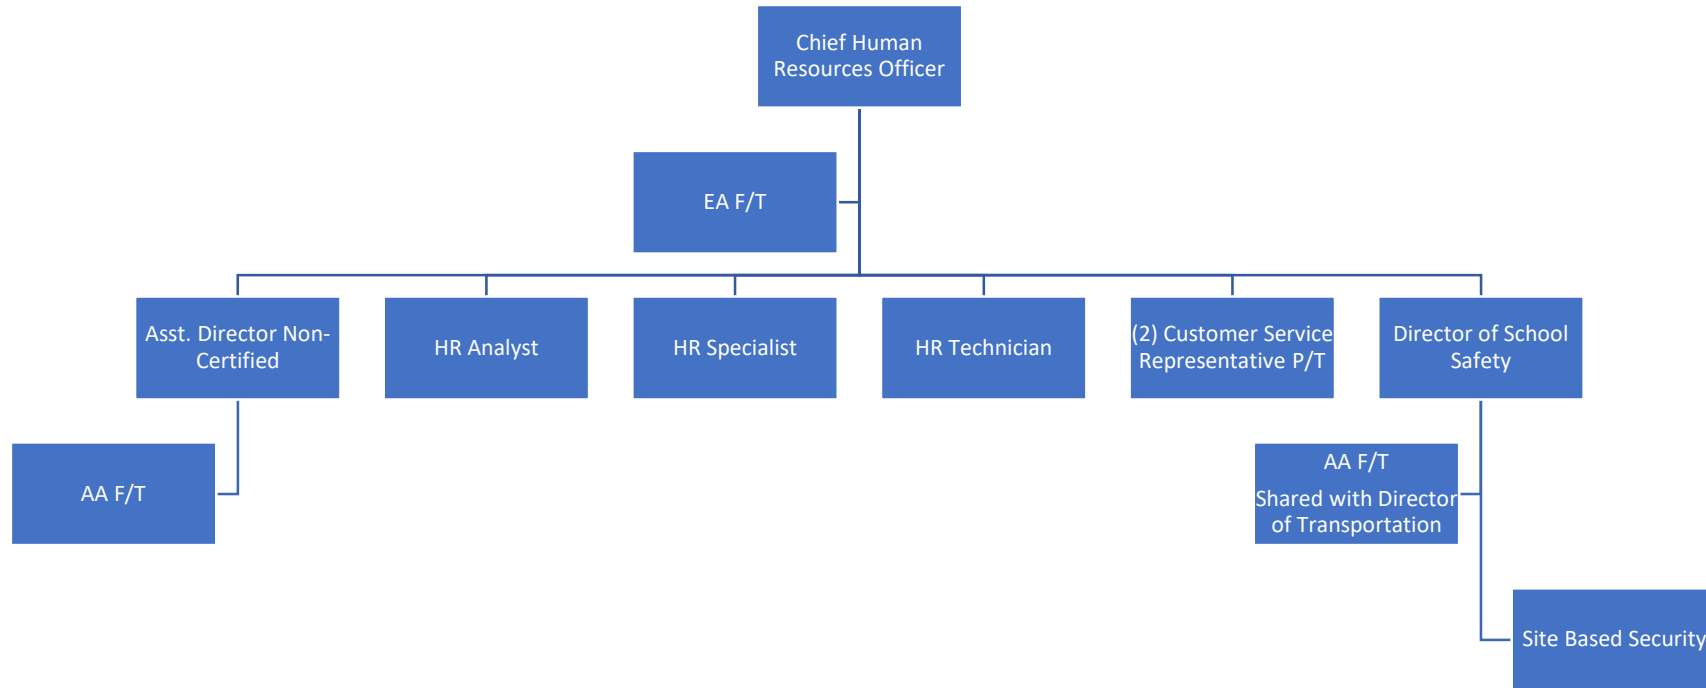 Chief Human
Resources Officer
EA F/T
Asst. Director Non-
Certified
HR Analyst
HR Specialist
HR Technician
(2) Customer Service
Representative P/T
Director of School
Safety
AA F/T
AA F/T
Shared with Director
of Transportation
Site Based Security